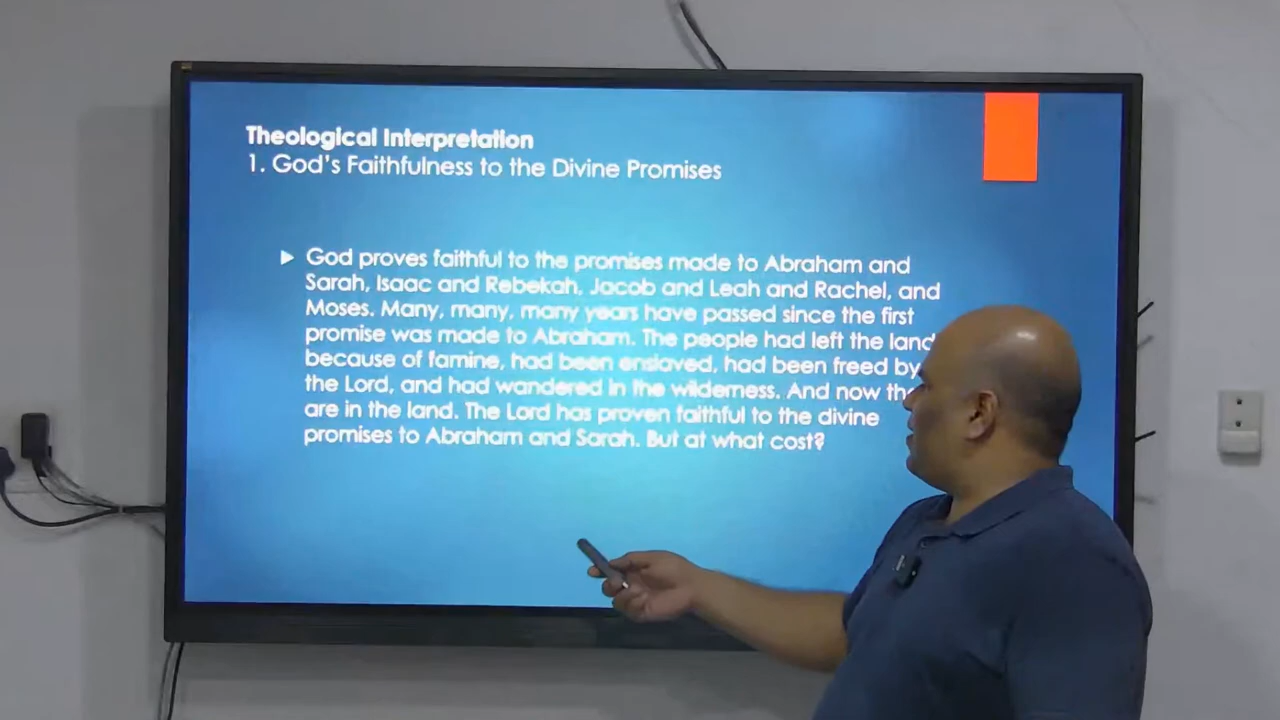 Theological Interpretation
1. God's Faithfulness to the Divine Promises
God proves faithful to the promises made to Abraham and
Sarah, Isaac and Rebekah, Jacob and Leah and Rachel, and
Moses. Many, many, many years have passed since the first
promise was made to Abraham. The people had left the land
because of famine, had been enslaved, had been freed by
the Lord, and had wandered in the wilderness. And now
are in the land. The Lord has proven faithful to the divine
promises to Abraham and Sarah. But at what cost?